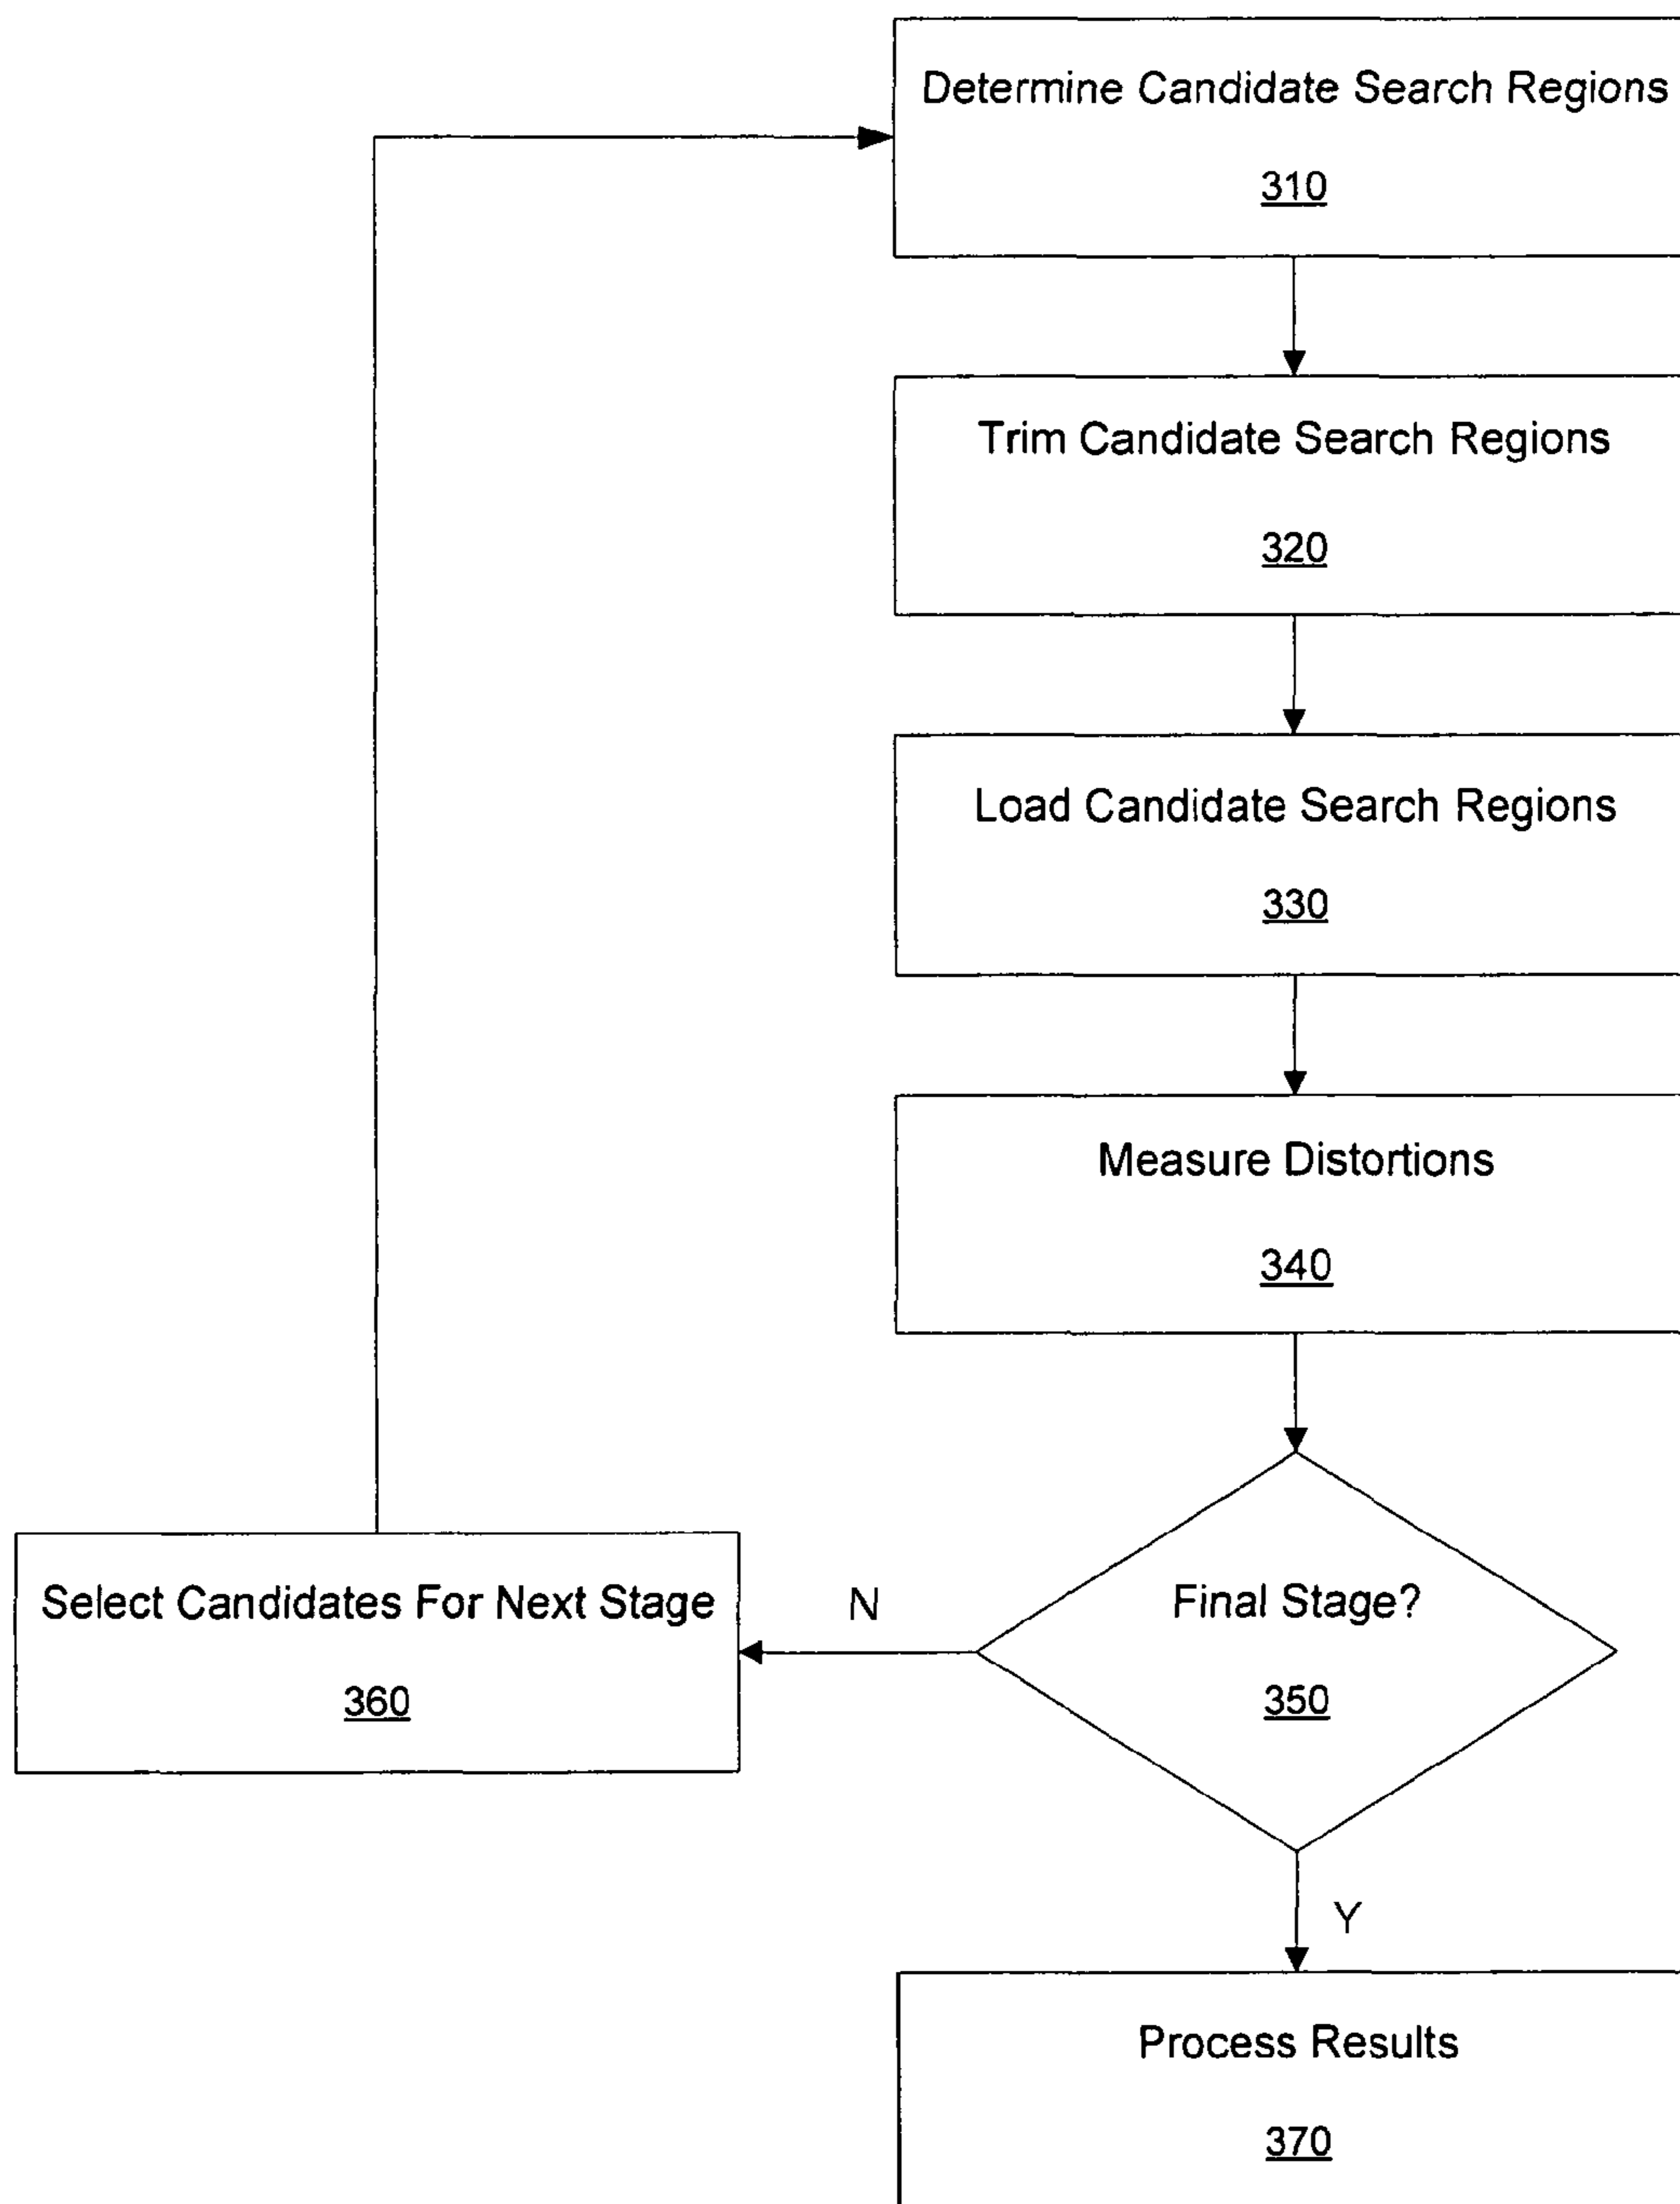 Determine Candidate Search Regions
310
Trim Candidate Search Regions
320
Load Candidate Search Regions
330
Measure Distortions
340
Final Stage?
350
N
Select Candidates For Next Stage
360
Y
Process Results
370